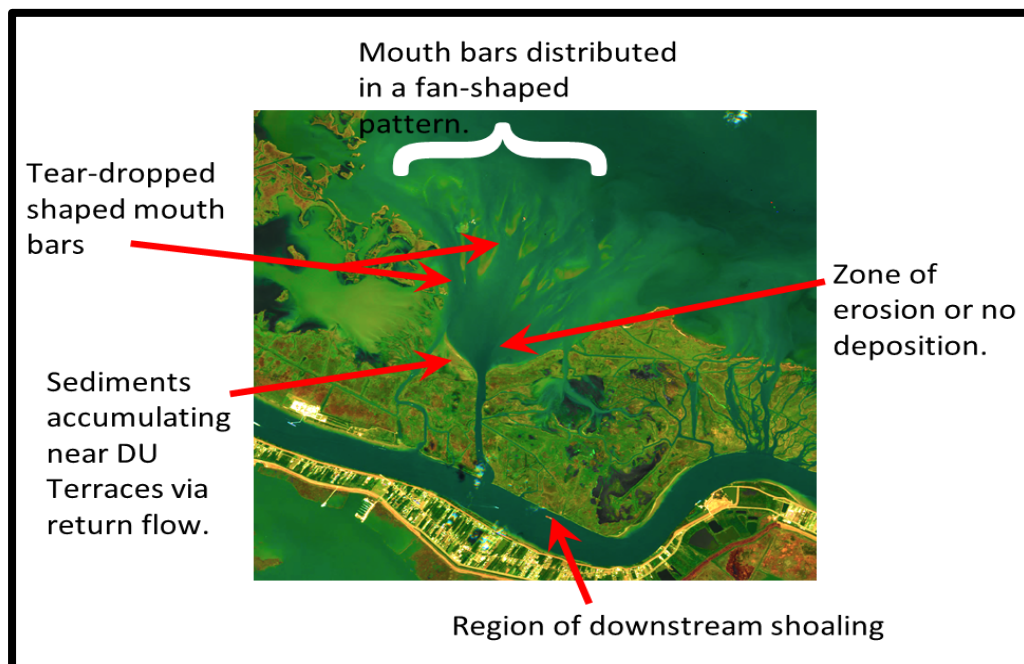 Mouth bars distributed
in a fan-shaped
pattern.
Tear-dropped
shaped mouth
bars
Zone of
erosion or no
deposition.
Sediments
accumulating
near DU
Terraces via
return flow.
Region of downstream shoaling